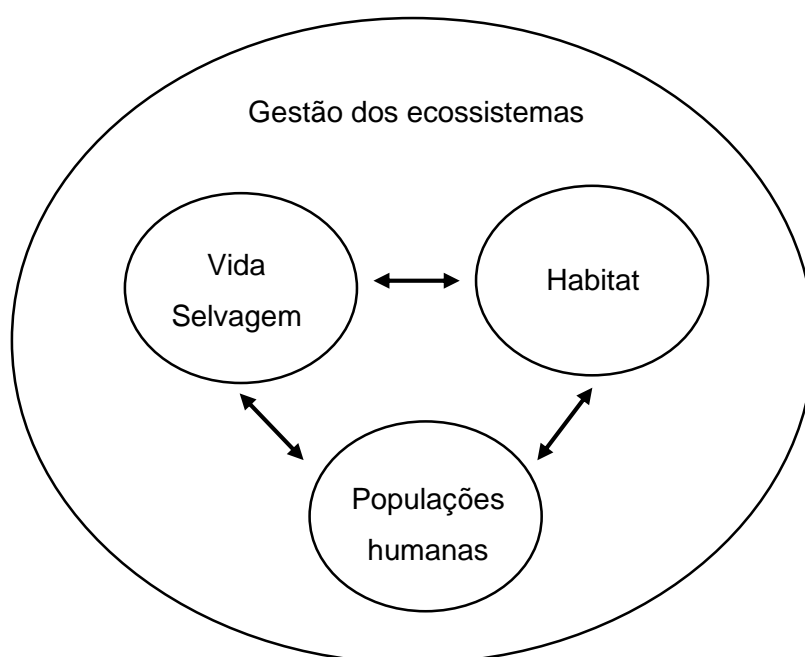 Gestão dos ecossistemas
Vida
Selvagem
Habitat
Populações
humanas